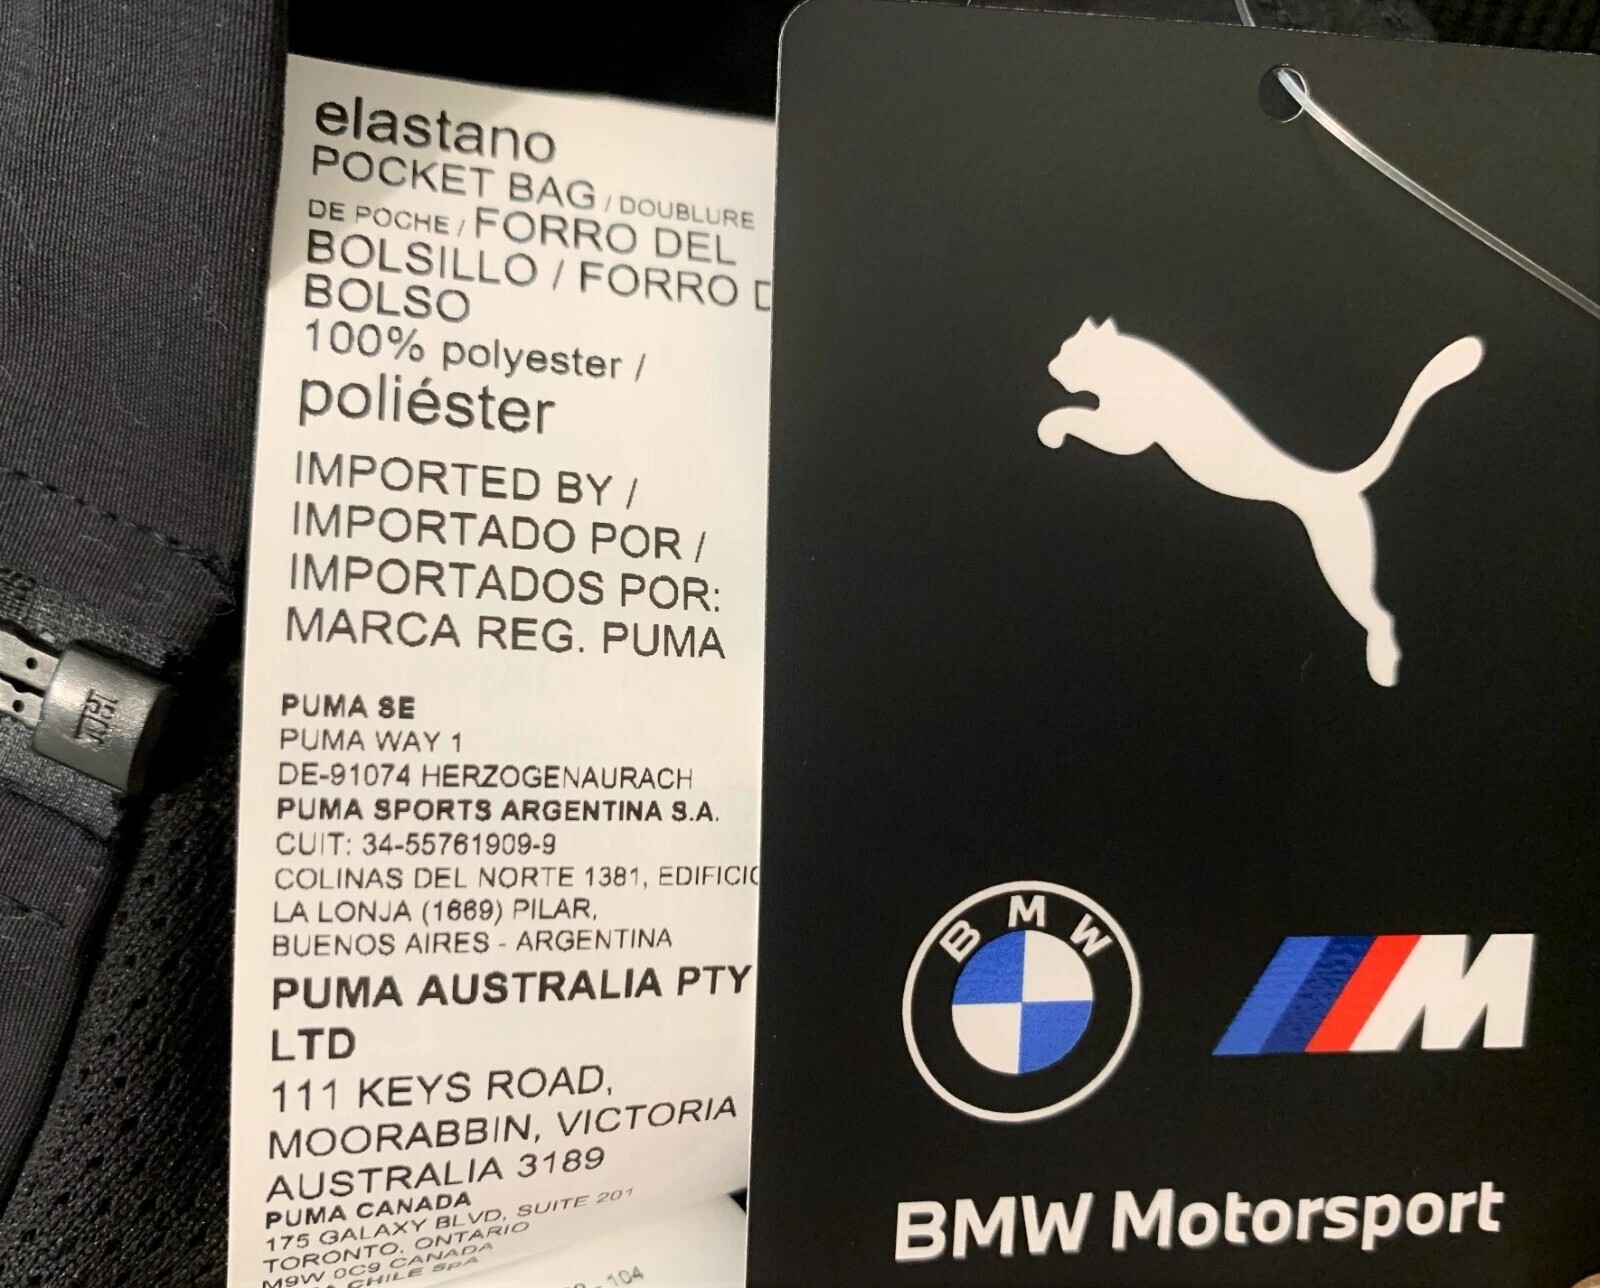 elastano
POCKET BAG / DOUBLURE
DE POCHE / FORRO DEL
BOLSILLO / FORRO D
BOLSO
100% polyester /
poliéster
IMPORTED BY /
IMPORTADO POR /
IMPORTADOS POR:
MARCA REG. PUMA
PUMA SE
PUMA WAY 1
DE-91074 HERZOGENAURACH
PUMA SPORTS ARGENTINA S.A.
CUIT: 34-55761909-9
COLINAS DEL NORTE 1381, EDIFICIO
LA LONJA (1669) PILAR,
BUENOS AIRES - ARGENTINA
PUMA AUSTRALIA PTY
LTD
111 KEYS ROAD,
MOORABBIN, VICTORIA
AUSTRALIA 3189
PUMA CANADA
175 GALAXY BLVD, SUITE 201
TORONTO, ONTARIO
M9W 0C9 CANADA
CHILE SPA
- 104
BMW
M
BMW Motorsport